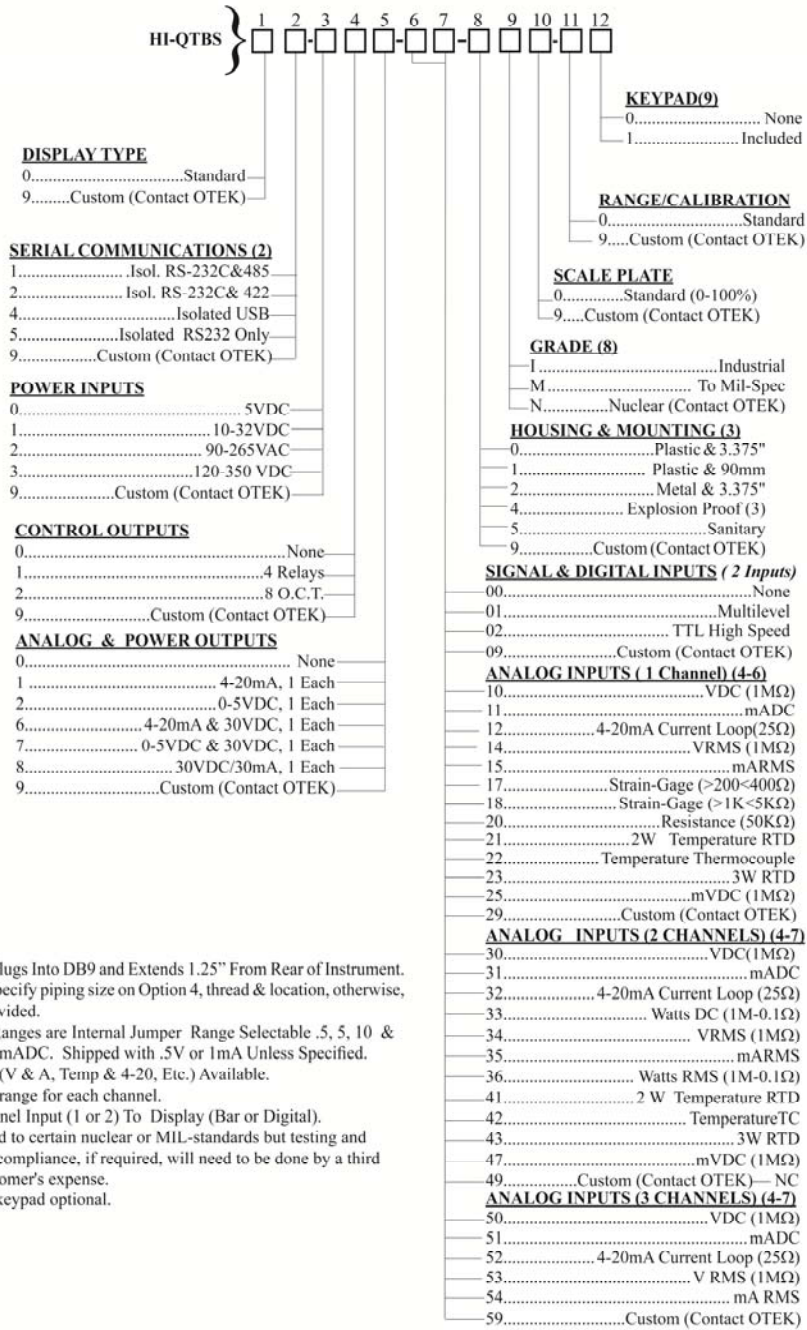 1 2 3 4 5 6 7 8 9 10 11 12
HI-QTBS } - - - - -
KEYPAD(9)
0............................ None
1....................... Included
DISPLAY TYPE
0.................................Standard
9.........Custom (Contact OTEK)
RANGE/CALIBRATION
0.............................Standard
9.....Custom (Contact OTEK)
SERIAL COMMUNICATIONS (2)
1.......................Isol. RS-232C&485
2...................... Isol. RS-232C& 422
4................................Isolated USB
5......................Isolated RS232 Only
9.................Custom (Contact OTEK)
SCALE PLATE
0.............Standard (0-100%)
9.....Custom (Contact OTEK)
GRADE (8)
I........................................Industrial
M................................ To Mil-Spec
N..............Nuclear (Contact OTEK)
POWER INPUTS
0............................................. 5VDC
1........................................10-32VDC
2....................................... 90-265VAC
3....................................120-350 VDC
9.....................Custom (Contact OTEK)
HOUSING & MOUNTING (3)
0..............................Plastic & 3.375"
1............................... Plastic & 90mm
2..............................Metal & 3.375"
4........................ Explosion Proof (3)
5.........................................Sanitary
9................Custom (Contact OTEK)
CONTROL OUTPUTS
0........................................................None
1...................................................4 Relays
2...................................................8 O.C.T.
9............................Custom (Contact OTEK)
SIGNAL & DIGITAL INPUTS ( 2 Inputs)
00.......................................................None
01................................................Multilevel
02..................................... TTL High Speed
09............................Custom (Contact OTEK)
ANALOG & POWER OUTPUTS
0...................................................... None
1 ........................................ 4-20mA, 1 Each
2.........................................0-5VDC, 1 Each
6..........................4-20mA & 30VDC, 1 Each
7......................... 0-5VDC & 30VDC, 1 Each
8.................................30VDC/30mA, 1 Each
9..............................Custom (Contact OTEK)
ANALOG INPUTS ( 1 Channel) (4-6)
10............................................VDC (1MΩ)
11......................................................mADC
12........................4-20mA Current Loop(25Ω)
14..........................................VRMS (1MΩ)
15.....................................................mARMS
17..........................Strain-Gage (>200<400Ω)
18............................ Strain-Gage (>1K<5KΩ)
20...................................Resistance (50KΩ)
21..............................2W Temperature RTD
22.................... Temperature Thermocouple
23...................................................3W RTD
25..........................................mVDC (1MΩ)
29.............................Custom (Contact OTEK)
ANALOG INPUTS (2 CHANNELS) (4-7)
30..............................................VDC(1MΩ)
31........................................................mADC
32........................ 4-20mA Current Loop (25Ω)
33................................. Watts DC (1M-0.1Ω)
34........................................... VRMS (1MΩ)
35.....................................................mARMS
36............................... Watts RMS (1M-0.1Ω)
41............................... 2 W Temperature RTD
42........................................ TemperatureTC
43.....................................................3W RTD
47...........................................mVDC (1MΩ)
49....................Custom (Contact OTEK)— NC
ANALOG INPUTS (3 CHANNELS) (4-7)
50..............................................VDC (1MΩ)
51........................................................mADC
52........................4-20mA Current Loop (25Ω)
53...........................................V RMS (1MΩ)
54................................................... mA RMS
59..............................Custom (Contact OTEK)
lugs Into DB9 and Extends 1.25” From Rear of Instrument.
pecify piping size on Option 4, thread & location, otherwise,
vided.
anges are Internal Jumper Range Selectable .5, 5, 10 &
mADC. Shipped with .5V or 1mA Unless Specified.
(V & A, Temp & 4-20, Etc.) Available.
range for each channel.
nel Input (1 or 2) To Display (Bar or Digital).
d to certain nuclear or MIL-standards but testing and
compliance, if required, will need to be done by a third
omer's expense.
keypad optional.